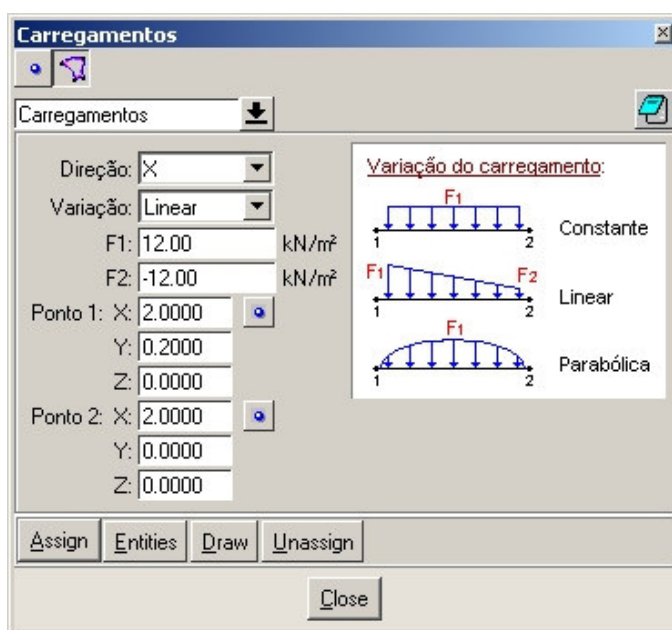 Carregamentos
Carregamentos
Direção: X
Variação: Linear
F1: 12.00 kN/m²
F2: -12.00 kN/m²
Ponto 1: X: 2.0000
Y: 0.2000
Z: 0.0000
Ponto 2: X: 2.0000
Y: 0.0000
Z: 0.0000
Variação do carregamento:
F1
1 2 Constante
F1 F2
1 2 Linear
F1
1 2 Parabólica
Assign Entities Draw Unassign
Close